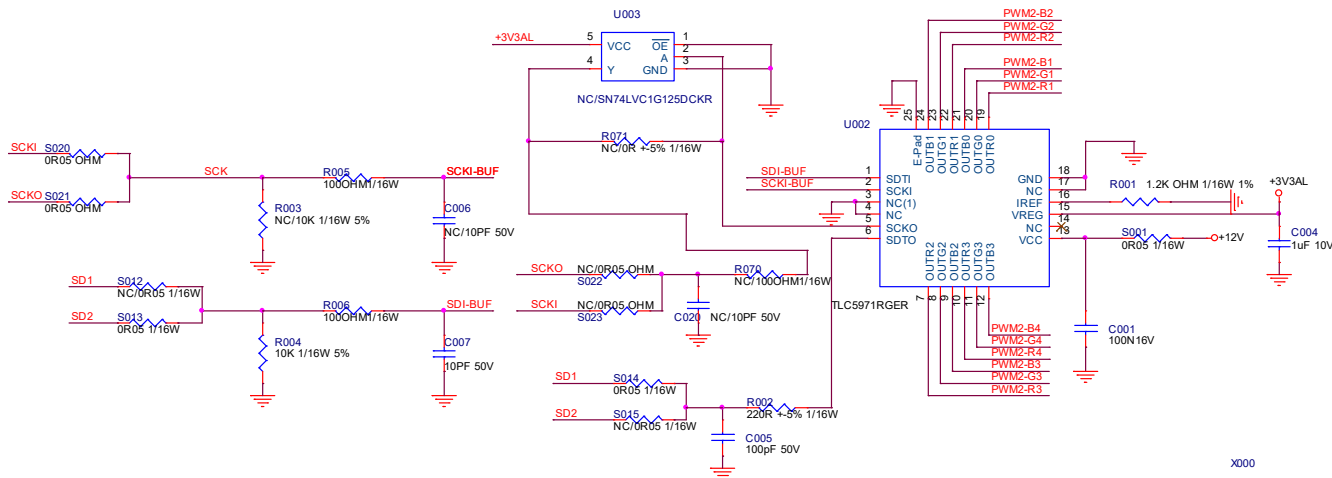 U003
+3V3AL
5
VCC
OE
1
A
2
4
Y
GND
3
NC/SN74LVC1G125DCKR
R071
NC/0R +-5% 1/16W
PWM2-B2
PWM2-G2
PWM2-R2
PWM2-B1
PWM2-G1
PWM2-R1
25
24
23
22
21
20
19
U002
E-Pad
OUTB1
OUTG1
OUTR1
OUTB0
OUTG0
OUTR0
SDI-BUF
1
SDTI
SCKI-BUF
2
SCKI
3
NC(1)
4
NC
5
SCKO
6
SDTO
GND
18
NC
17
IREF
16
VREG
15
NC
14
VCC
13
R001
1.2K OHM 1/16W 1%
+3V3AL
C004
1uF 10V
S001
0R05 1/16W
+12V
C001
100N16V
OUTR2
OUTG2
OUTB2
OUTR3
OUTG3
OUTB3
7
8
9
10
11
12
TLC5971RGER
PWM2-B4
PWM2-G4
PWM2-R4
PWM2-B3
PWM2-G3
PWM2-R3
SCKI
S020
0R05 OHM
SCKO
S021
0R05 OHM
SCK
R005
100OHM1/16W
SCKI-BUF
R003
NC/10K 1/16W 5%
C006
NC/10PF 50V
SD1
S012
NC/0R05 1/16W
SD2
S013
0R05 1/16W
R006
100OHM1/16W
SDI-BUF
R004
10K 1/16W 5%
C007
10PF 50V
SCKO
NC/0R05 OHM
S022
SCKI
NC/0R05 OHM
S023
R070
NC/100OHM1/16W
C020
NC/10PF 50V
SD1
S014
0R05 1/16W
SD2
S015
NC/0R05 1/16W
R002
220R +-5% 1/16W
C005
100pF 50V
X000